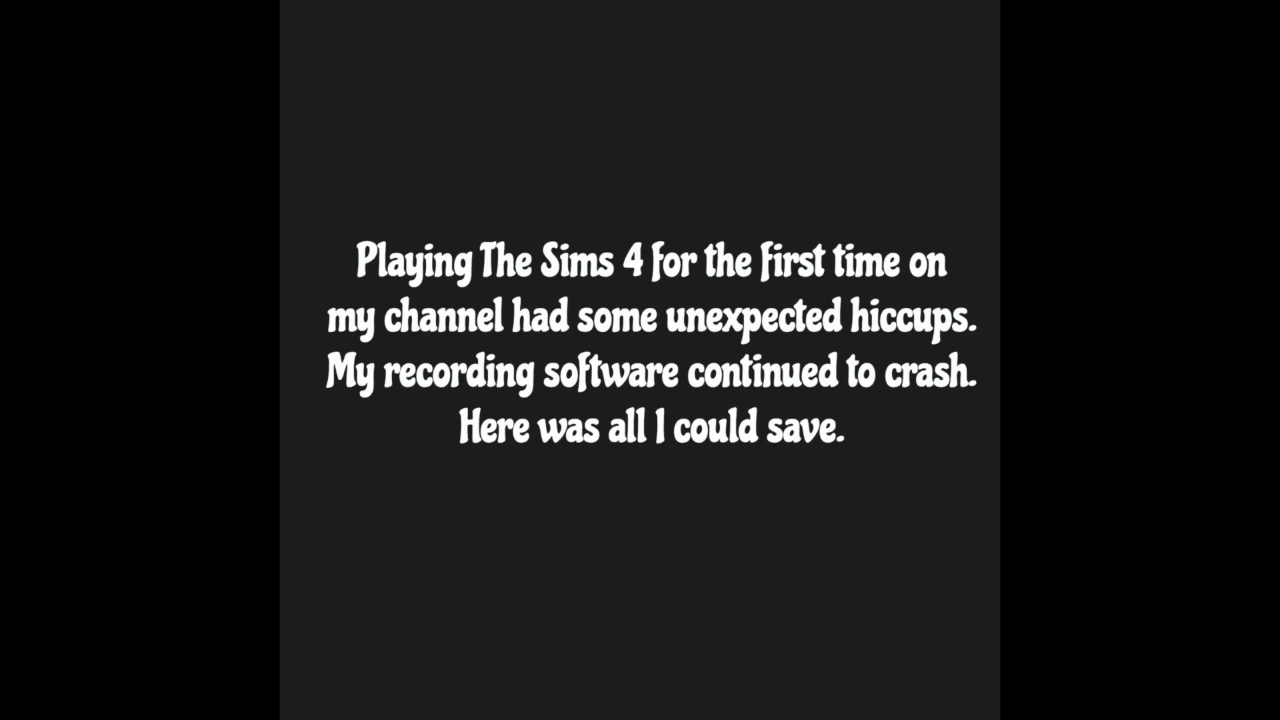 Playing The Sims 4 for the first time on
my channel had some unexpected hiccups.
My recording software continued to crash.
Here was all I could save.